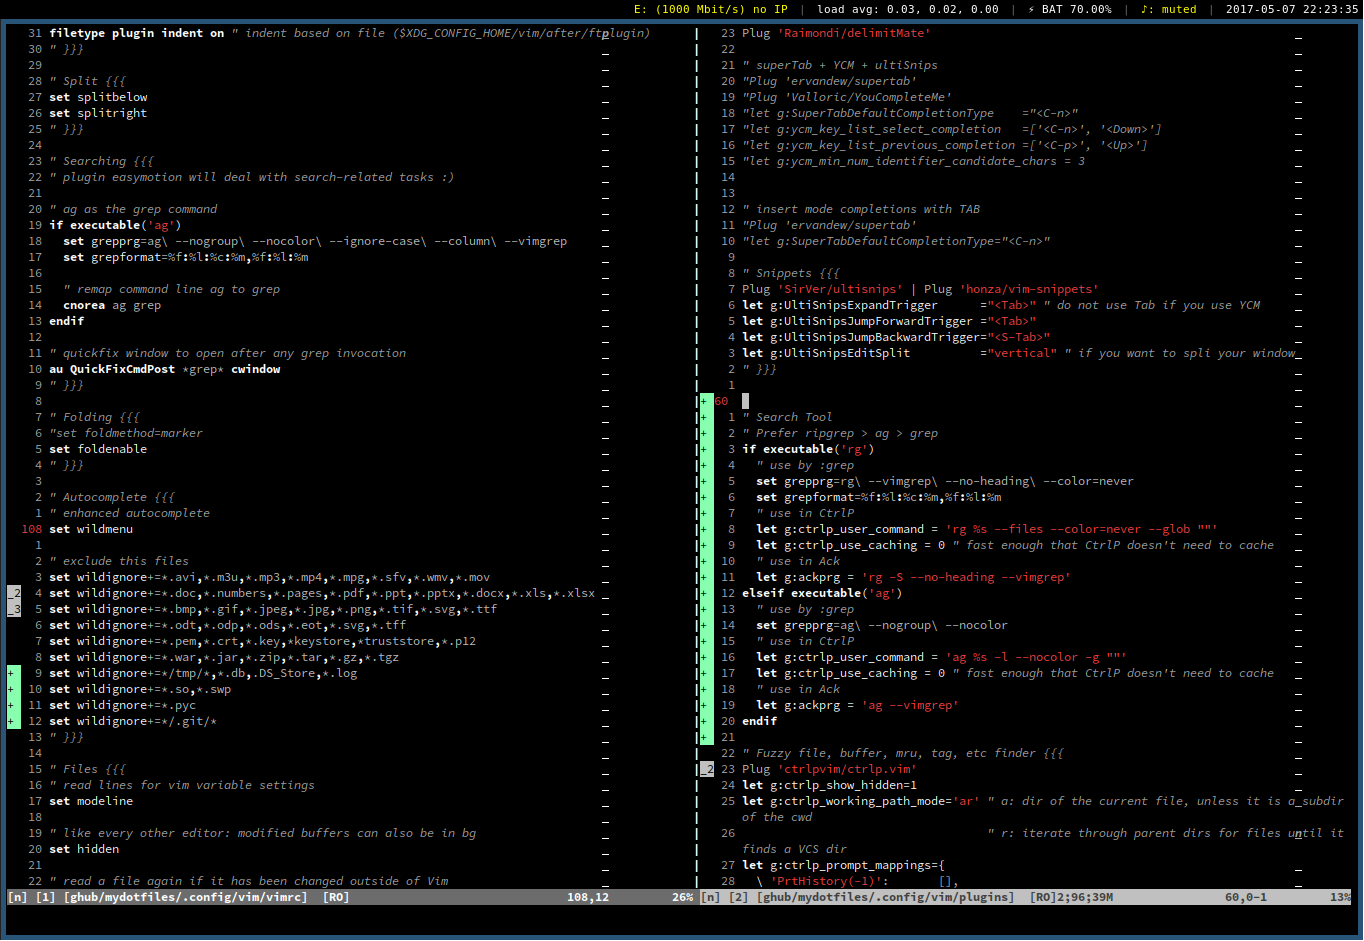 E: (1000 Mbit/s) no IP | load avg: 0.03, 0.02, 0.00 | ⚡ BAT 70.00% | ♪: muted | 2017-05-07 22:23:35
31 filetype plugin indent on " indent based on file ($XDG_CONFIG_HOME/vim/after/ftplugin)
30 " }}}
29
28 " Split {{{
27 set splitbelow
26 set splitright
25 " }}}
24
23 " Searching {{{
22 " plugin easymotion will deal with search-related tasks :)
21
20 " ag as the grep command
19 if executable('ag')
18   set grepprg=ag\ --nogroup\ --nocolor\ --ignore-case\ --column\ --vimgrep
17   set grepformat=%f:%l:%c:%m,%f:%l:%m
16
15   " remap command line ag to grep
14   cnorea ag grep
13 endif
12
11 " quickfix window to open after any grep invocation
10 au QuickFixCmdPost *grep* cwindow
9 " }}}
8
7 " Folding {{{
6 "set foldmethod=marker
5 set foldenable
4 " }}}
3
2 " Autocomplete {{{
1 " enhanced autocomplete
108 set wildmenu
1
2 " exclude this files
3 set wildignore+=*.avi,*.m3u,*.mp3,*.mp4,*.mpg,*.sfv,*.wmv,*.mov
_2 4 set wildignore+=*.doc,*.numbers,*.pages,*.pdf,*.ppt,*.pptx,*.docx,*.xls,*.xlsx
_3 5 set wildignore+=*.bmp,*.gif,*.jpeg,*.jpg,*.png,*.tif,*.svg,*.ttf
6 set wildignore+=*.odt,*.odp,*.ods,*.eot,*.svg,*.tff
7 set wildignore+=*.pem,*.crt,*.key,*keystore,*truststore,*.p12
8 set wildignore+=*.war,*.jar,*.zip,*.tar,*.gz,*.tgz
+ 9 set wildignore+=*/tmp/*,*.db,.DS_Store,*.log
+ 10 set wildignore+=*.so,*.swp
+ 11 set wildignore+=*.pyc
+ 12 set wildignore+=*/.git/*
13 " }}}
14
15 " Files {{{
16 " read lines for vim variable settings
17 set modeline
18
19 " like every other editor: modified buffers can also be in bg
20 set hidden
21
22 " read a file again if it has been changed outside of Vim
[n] [1] [ghub/mydotfiles/.config/vim/vimrc]  [RO] 108,12 26%
23 Plug 'Raimondi/delimitMate'
22
21 " superTab + YCM + ultiSnips
20 "Plug 'ervandew/supertab'
19 "Plug 'Valloric/YouCompleteMe'
18 "let g:SuperTabDefaultCompletionType    ="<C-n>"
17 "let g:ycm_key_list_select_completion   =['<C-n>', '<Down>']
16 "let g:ycm_key_list_previous_completion =['<C-p>', '<Up>']
15 "let g:ycm_min_num_identifier_candidate_chars = 3
14
13
12 " insert mode completions with TAB
11 "Plug 'ervandew/supertab'
10 "let g:SuperTabDefaultCompletionType="<C-n>"
9
8 " Snippets {{{
7 Plug 'SirVer/ultisnips' | Plug 'honza/vim-snippets'
6 let g:UltiSnipsExpandTrigger      ="<Tab>" " do not use Tab if you use YCM
5 let g:UltiSnipsJumpForwardTrigger ="<Tab>"
4 let g:UltiSnipsJumpBackwardTrigger="<S-Tab>"
3 let g:UltiSnipsEditSplit          ="vertical" " if you want to spli your window
2 " }}}
1
+ 60
+ 1 " Search Tool
+ 2 " Prefer ripgrep > ag > grep
+ 3 if executable('rg')
+ 4   " use by :grep
+ 5   set grepprg=rg\ --vimgrep\ --no-heading\ --color=never
+ 6   set grepformat=%f:%l:%c:%m,%f:%l:%m
+ 7   " use in CtrlP
+ 8   let g:ctrlp_user_command = 'rg %s --files --color=never --glob ""'
+ 9   let g:ctrlp_use_caching = 0 " fast enough that CtrlP doesn't need to cache
+ 10   " use in Ack
+ 11   let g:ackprg = 'rg -S --no-heading --vimgrep'
+ 12 elseif executable('ag')
+ 13   " use by :grep
+ 14   set grepprg=ag\ --nogroup\ --nocolor
+ 15   " use in CtrlP
+ 16   let g:ctrlp_user_command = 'ag %s -l --nocolor -g ""'
+ 17   let g:ctrlp_use_caching = 0 " fast enough that CtrlP doesn't need to cache
+ 18   " use in Ack
+ 19   let g:ackprg = 'ag --vimgrep'
+ 20 endif
+ 21
22 " Fuzzy file, buffer, mru, tag, etc finder {{{
_2 23 Plug 'ctrlpvim/ctrlp.vim'
24 let g:ctrlp_show_hidden=1
25 let g:ctrlp_working_path_mode='ar' " a: dir of the current file, unless it is a subdir
of the cwd
26 " r: iterate through parent dirs for files until it
finds a VCS dir
27 let g:ctrlp_prompt_mappings={
28   \ 'PrtHistory(-1)':       [],
[n] [2] [ghub/mydotfiles/.config/vim/plugins]  [RO]2;96;39M 60,0-1 13%